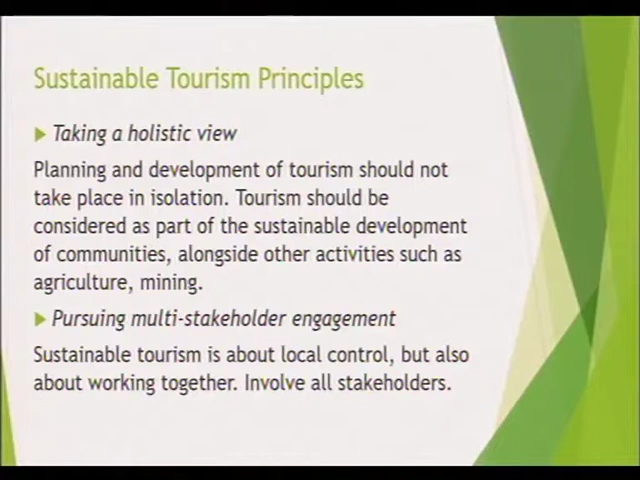 Sustainable Tourism Principles
Taking a holistic view
Planning and development of tourism should not
take place in isolation. Tourism should be
considered as part of the sustainable development
of communities, alongside other activities such as
agriculture, mining.
Pursuing multi-stakeholder engagement
Sustainable tourism is about local control, but also
about working together. Involve all stakeholders.